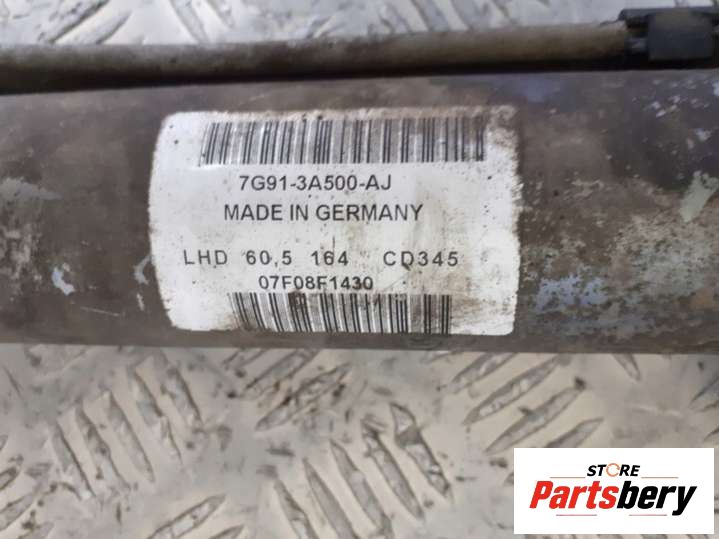 7G91-3A500-AJ
MADE IN GERMANY
LHD 60,5 164 CD345
07F08F1430
STORE
Partsbery